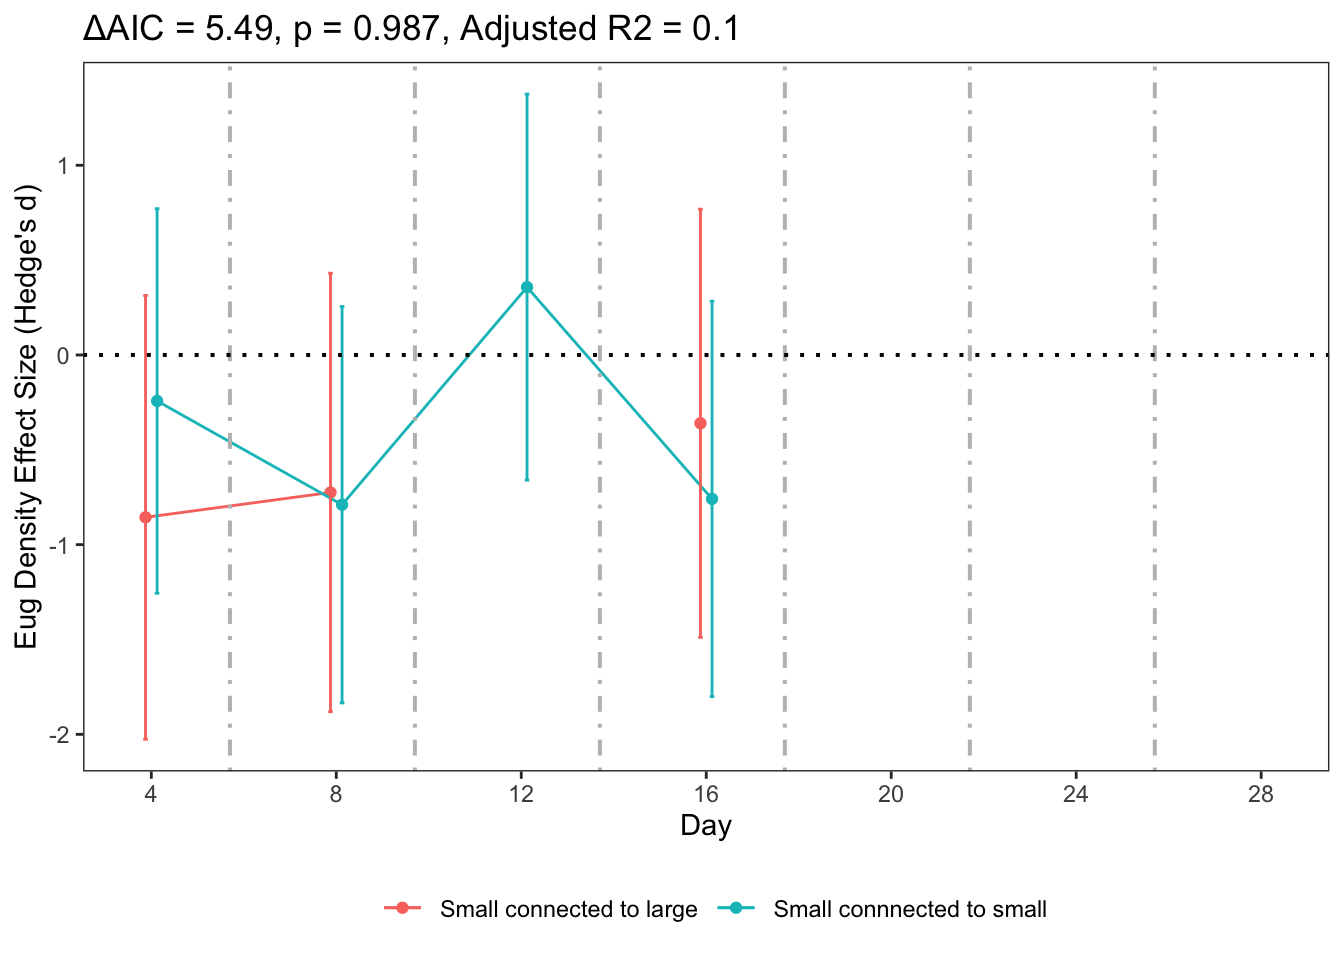 ΔAIC = 5.49, p = 0.987, Adjusted R2 = 0.1
Eug Density Effect Size (Hedge's d)
1
0
-1
-2
4 8 12 16 20 24 28
Day
Small connected to large Small connnected to small